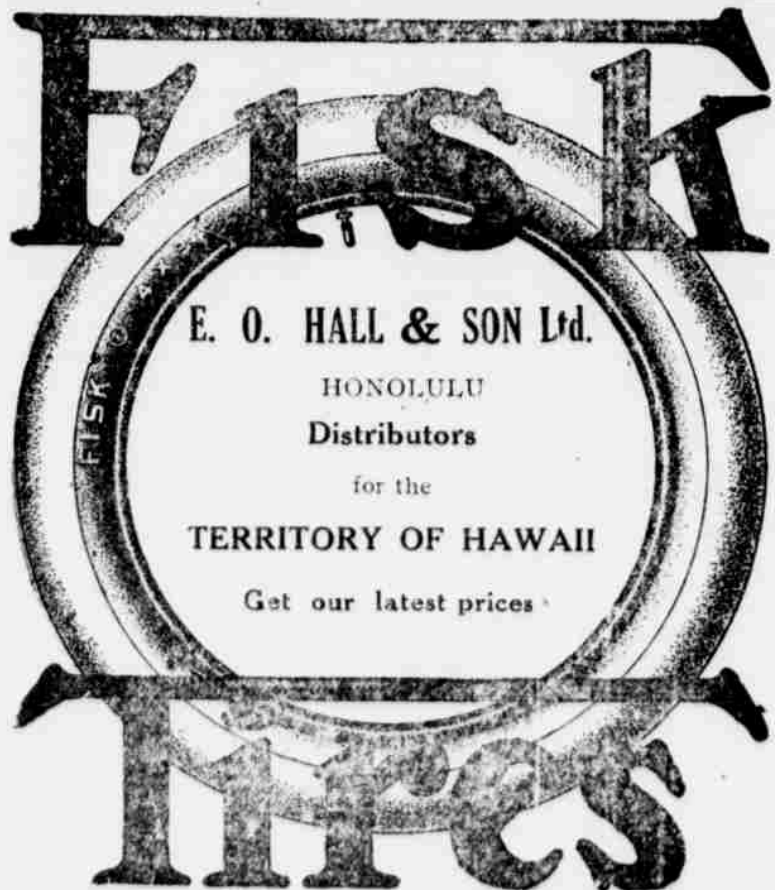 Fisk
FISK
E. O. HALL & SON Ltd.
HONOLULU
Distributors
for the
TERRITORY OF HAWAII
Get our latest prices
Tires